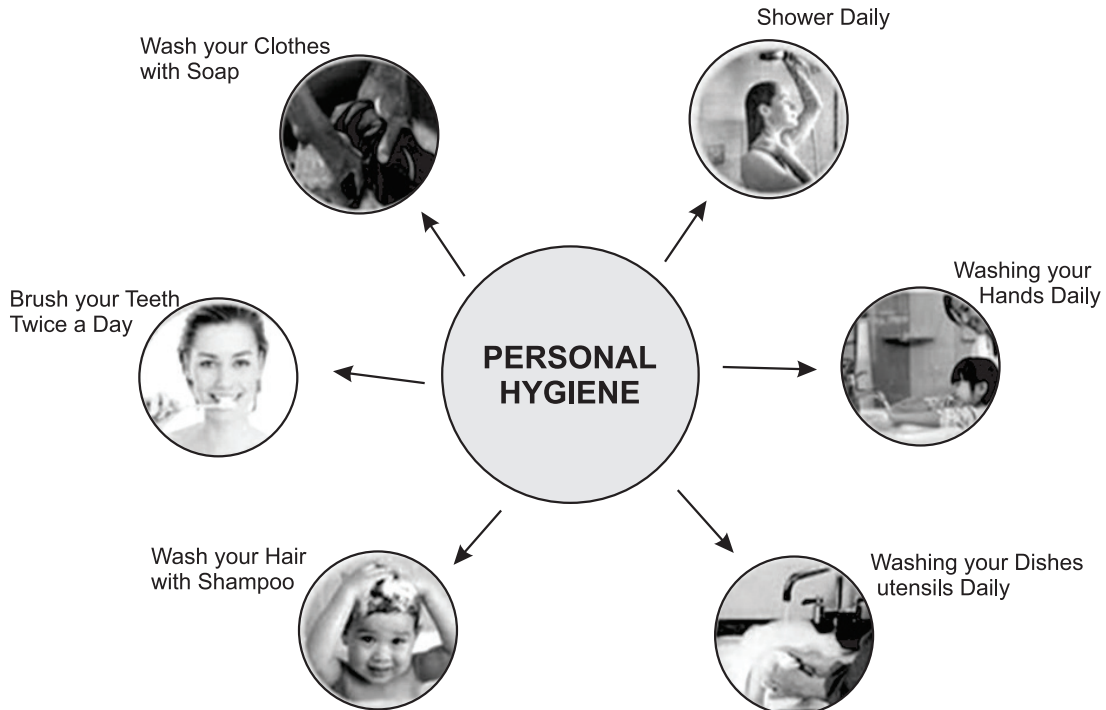 Shower Daily
Wash your Clothes
with Soap
Washing your
Hands Daily
Brush your Teeth
Twice a Day
PERSONAL
HYGIENE
Wash your Hair
with Shampoo
Washing your Dishes
utensils Daily